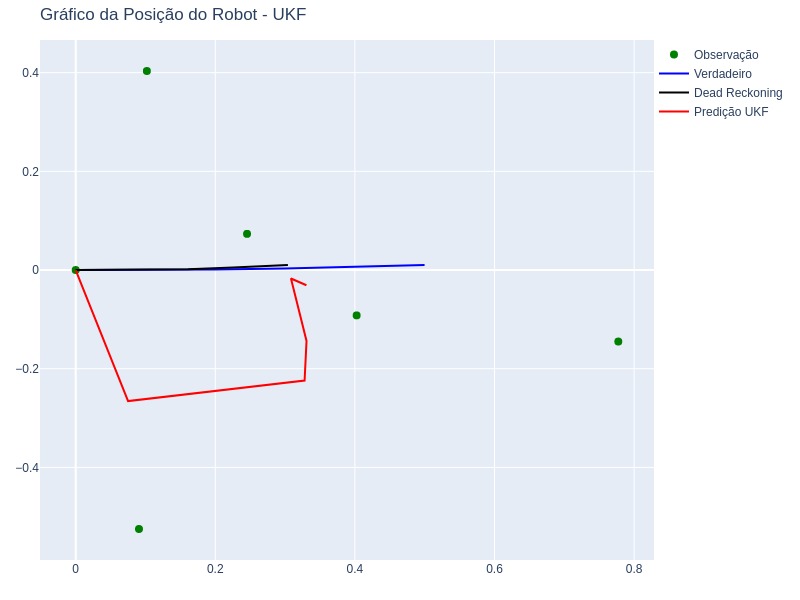 Gráfico da Posição do Robot - UKF
Observação
Verdadeiro
Dead Reckoning
Predição UKF
0.4
0.2
0
−0.2
−0.4
0
0.2
0.4
0.6
0.8